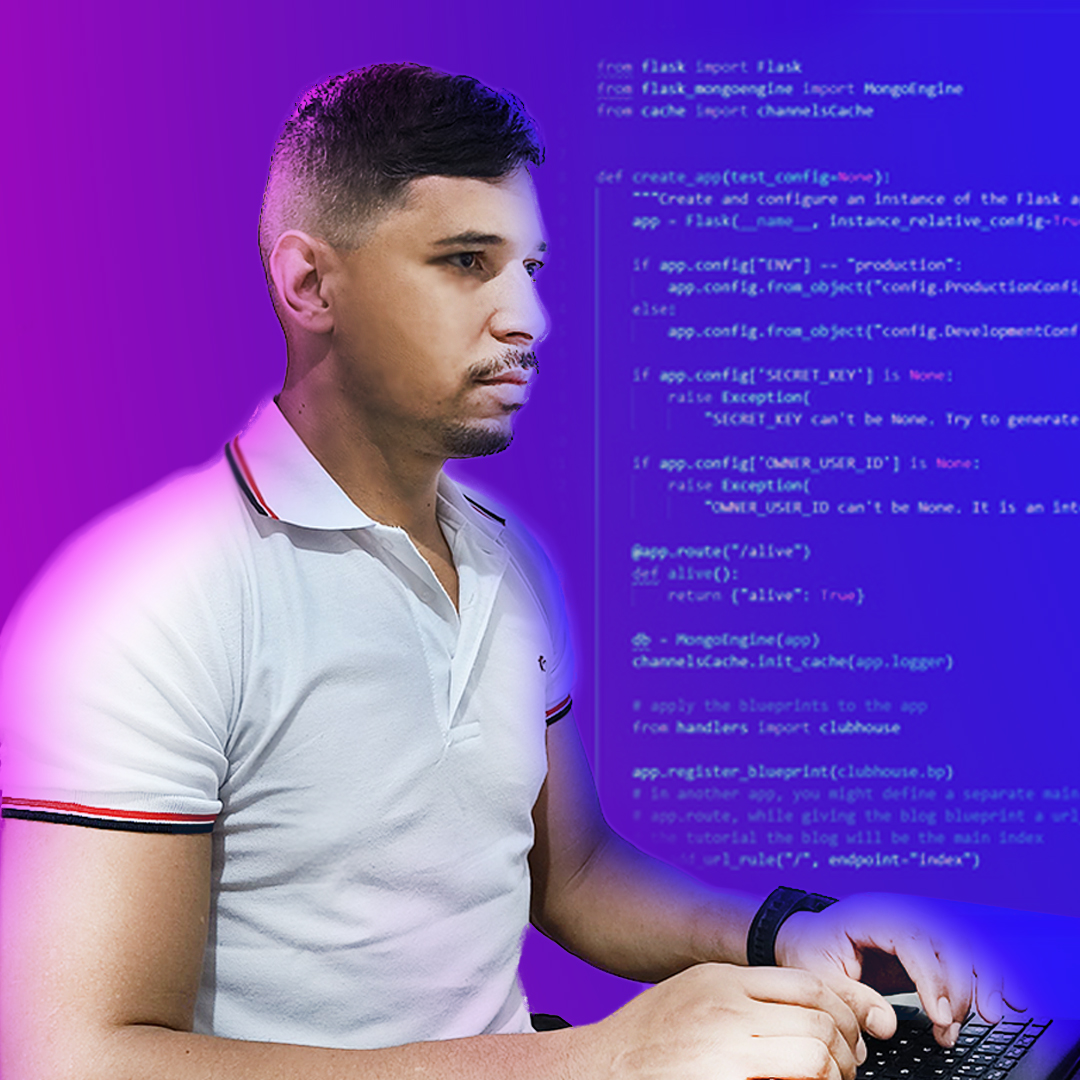 from flask import Flask
from flask_mongoengine import MongoEngine
from cache import channelsCache
def create_app(test_config=None):
"""Create and configure an instance of the Flask a
app = Flask(__name__, instance_relative_config=Tru
if app.config["ENV"] == "production":
app.config.from_object("config.ProductionConfi
else:
app.config.from_object("config.DevelopmentConf
if app.config['SECRET_KEY'] is None:
raise Exception(
"SECRET_KEY can't be None. Try to generate
if app.config['OWNER_USER_ID'] is None:
raise Exception(
"OWNER_USER_ID can't be None. It is an int
@app.route("/alive")
def alive():
return {"alive": True}
db = MongoEngine(app)
channelsCache.init_cache(app.logger)
# apply the blueprints to the app
from handlers import clubhouse
app.register_blueprint(clubhouse.bp)
# in another app, you might define a separate main
# app.route, while giving the blog blueprint a url
the tutorial the blog will be the main index
d_url_rule("/", endpoint="index")